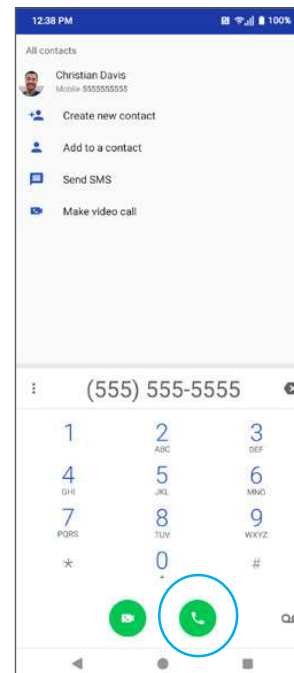 12:38 PM 100%
All contacts
Christian Davis
Mobile 5555555555
Create new contact
Add to a contact
Send SMS
Make video call
(555) 555-5555
1 2 3
ABC DEF
4 5 6
GHI JKL MNO
7 8 9
PQRS TUV WXYZ
* 0 #
+